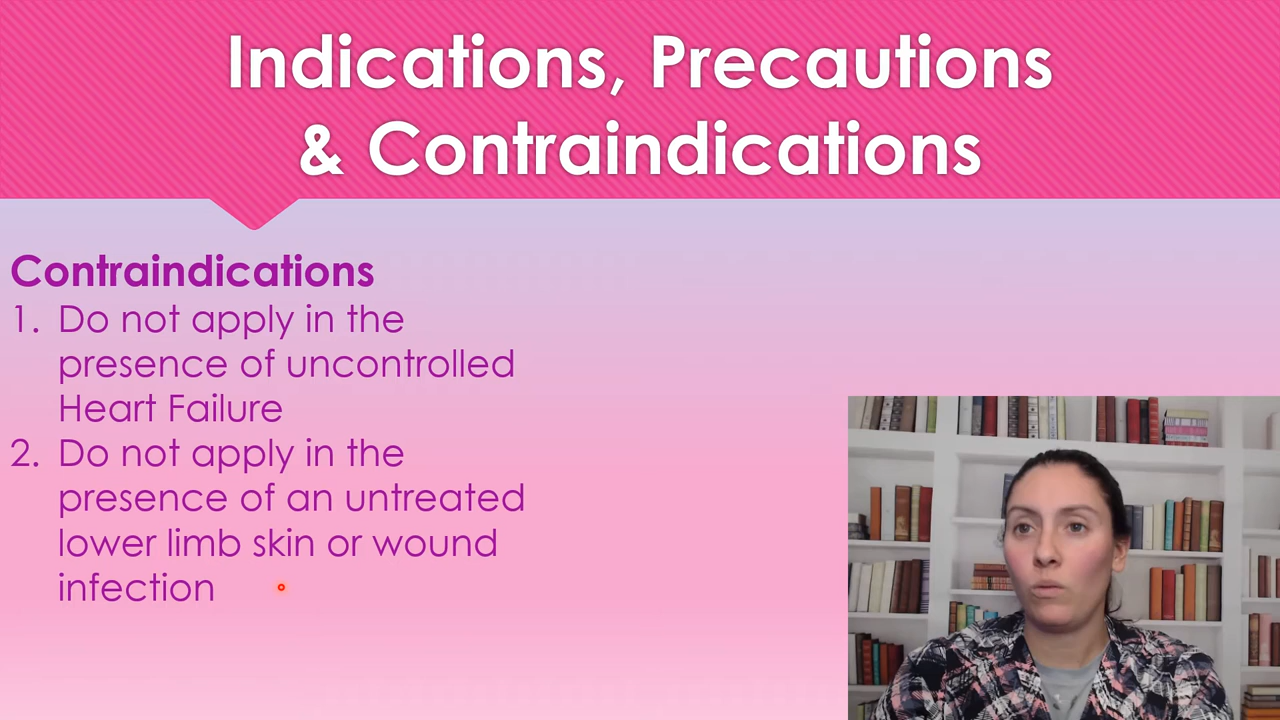 Indications, Precautions
& Contraindications
Contraindications
1. Do not apply in the
presence of uncontrolled
Heart Failure
2. Do not apply in the
presence of an untreated
lower limb skin or wound
infection